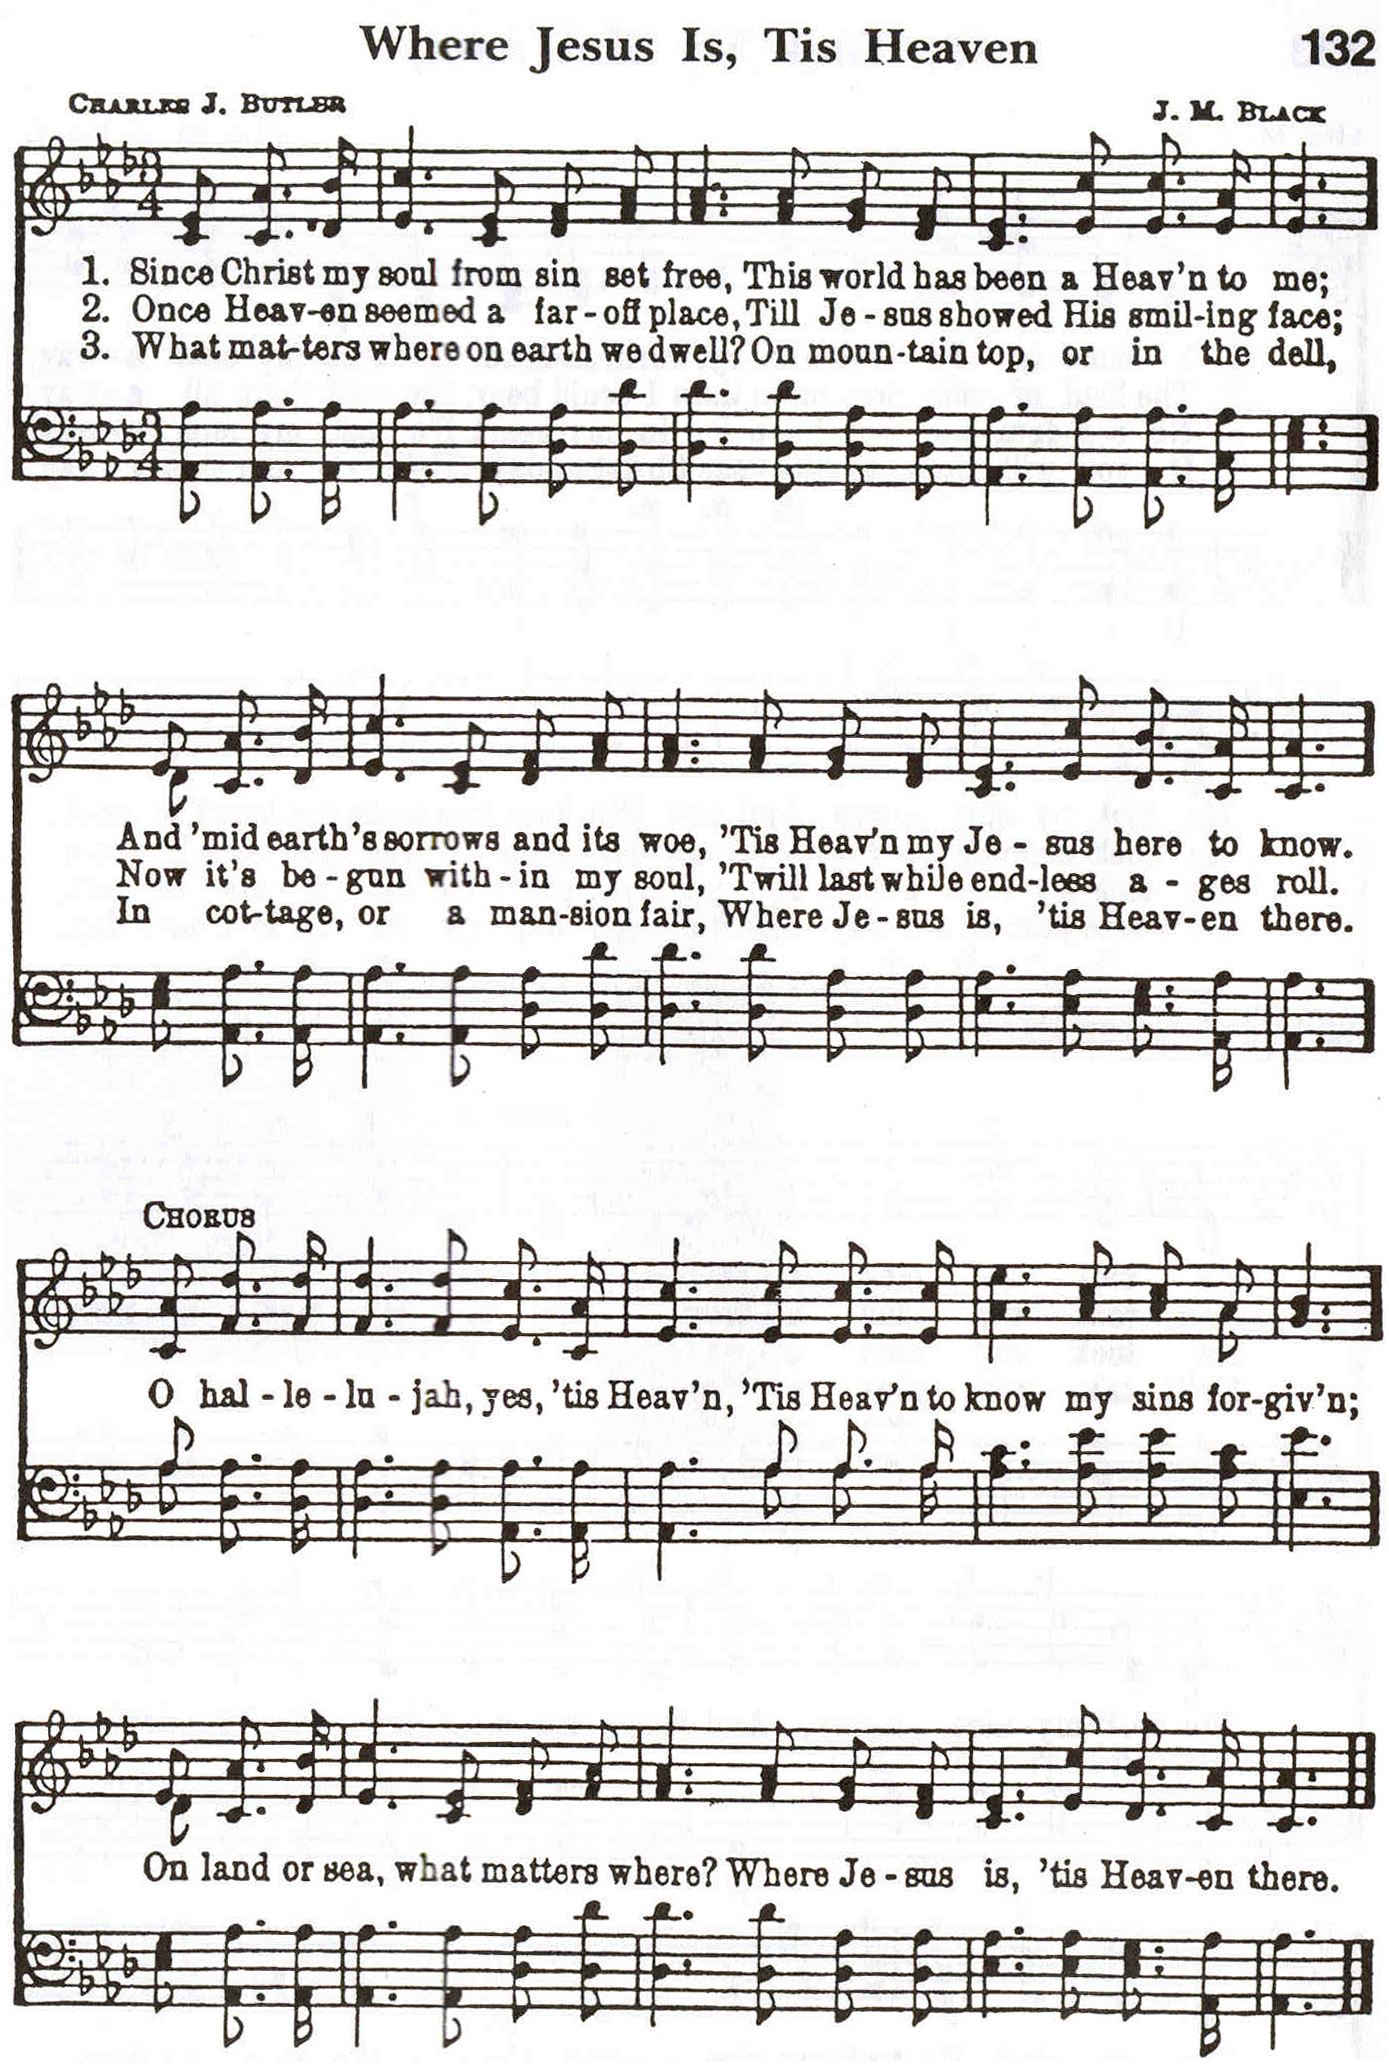 Where Jesus Is, Tis Heaven 132
CHARLES J. BUTLER J. M. BLACK
3
4
1. Since Christ my soul from sin set free, This world has been a Heav'n to me;
2. Once Heav-en seemed a far-off place, Till Je-sus showed His smil-ing face;
3. What mat-ters where on earth we dwell? On moun-tain top, or in the dell,
3
4
And 'mid earth's sorrows and its woe, 'Tis Heav'n my Je-sus here to know.
Now it's be-gun with-in my soul, 'Twill last while end-less a-ges roll.
In cot-tage, or a man-sion fair, Where Je-sus is, 'tis Heav-en there.
CHORUS
O hal-le-lu-jah, yes, 'tis Heav'n, 'Tis Heav'n to know my sins for-giv'n;
On land or sea, what matters where? Where Je-sus is, 'tis Heav-en there.